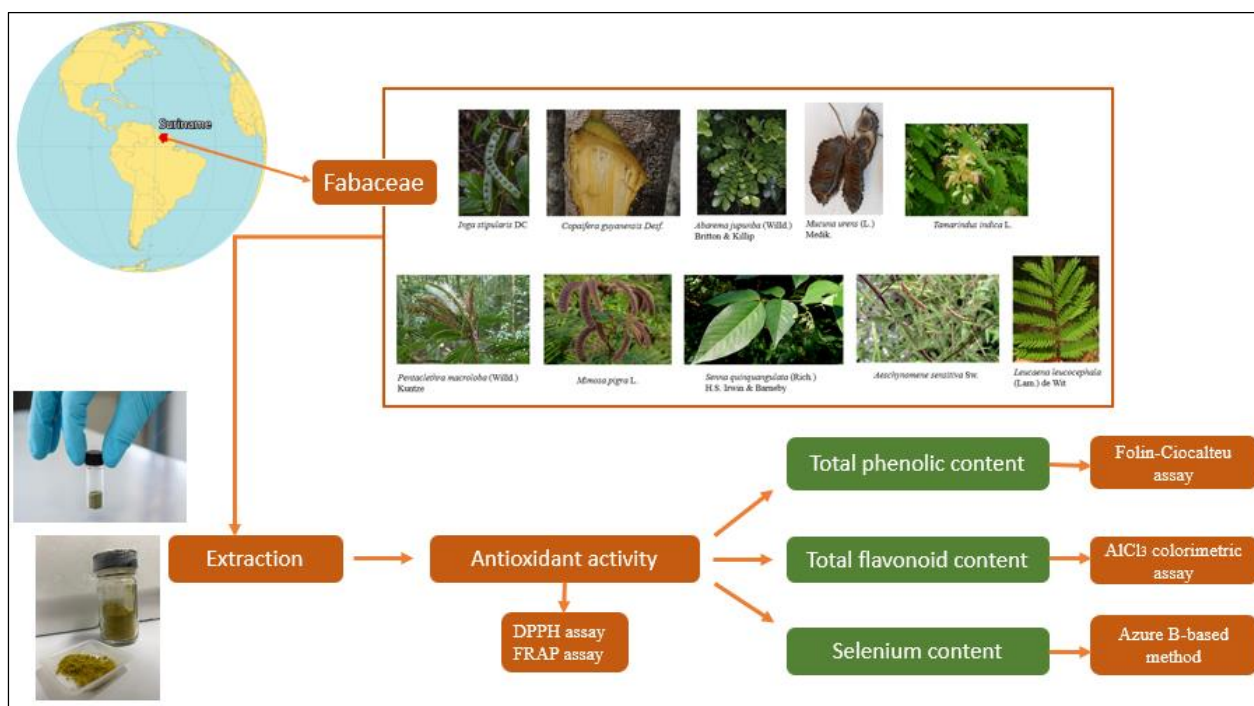 Suriname
Fabaceae
Inga stipularis DC
Copaifera guyanensis Desf.
Abarema jupunba (Willd.)
Britton & Killip
Mucuna urens (L.)
Medik.
Tamarindus indica L.
Pentaclethra macroloba (Willd.)
Kuntze
Mimosa pigra L.
Senna quinquangulata (Rich.)
H.S. Irwin & Barneby
Aeschynomene sensitiva Sw.
Leucaena leucocephala
(Lam.) de Wit
Extraction
Antioxidant activity
DPPH assay
FRAP assay
Total phenolic content
Folin-Ciocalteu
assay
Total flavonoid content
AlCl3 colorimetric
assay
Selenium content
Azure B-based
method